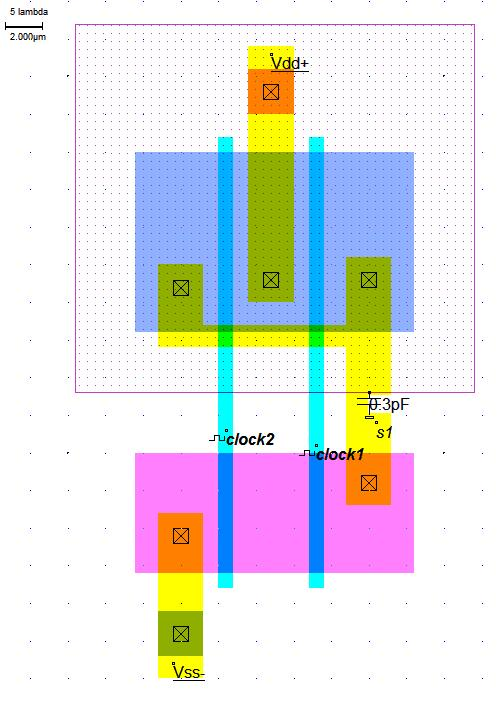 5 lambda
2.000µm
Vdd+
0.3pF
s1
clock2
clock1
Vss-